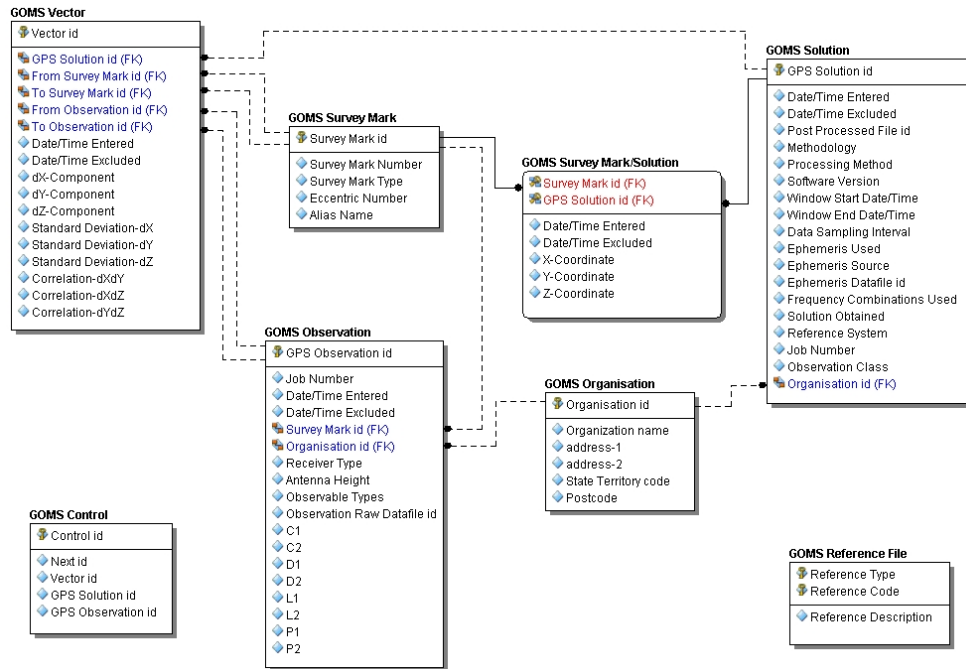 GOMS Vector
Vector id
GPS Solution id (FK)
From Survey Mark id (FK)
To Survey Mark id (FK)
From Observation id (FK)
To Observation id (FK)
Date/Time Entered
Date/Time Excluded
dX-Component
dY-Component
dZ-Component
Standard Deviation-dX
Standard Deviation-dY
Standard Deviation-dZ
Correlation-dXdY
Correlation-dXdZ
Correlation-dYdZ
GOMS Survey Mark
Survey Mark id
Survey Mark Number
Survey Mark Type
Eccentric Number
Alias Name
GOMS Survey Mark/Solution
Survey Mark id (FK)
GPS Solution id (FK)
Date/Time Entered
Date/Time Excluded
X-Coordinate
Y-Coordinate
Z-Coordinate
GOMS Solution
GPS Solution id
Date/Time Entered
Date/Time Excluded
Post Processed File id
Methodology
Processing Method
Software Version
Window Start Date/Time
Window End Date/Time
Data Sampling Interval
Ephemeris Used
Ephemeris Source
Ephemeris Datafile id
Frequency Combinations Used
Solution Obtained
Reference System
Job Number
Observation Class
Organisation id (FK)
GOMS Observation
GPS Observation id
Job Number
Date/Time Entered
Date/Time Excluded
Survey Mark id (FK)
Organisation id (FK)
Receiver Type
Antenna Height
Observable Types
Observation Raw Datafile id
C1
C2
D1
D2
L1
L2
P1
P2
GOMS Organisation
Organisation id
Organization name
address-1
address-2
State Territory code
Postcode
GOMS Control
Control id
Next id
Vector id
GPS Solution id
GPS Observation id
GOMS Reference File
Reference Type
Reference Code
Reference Description